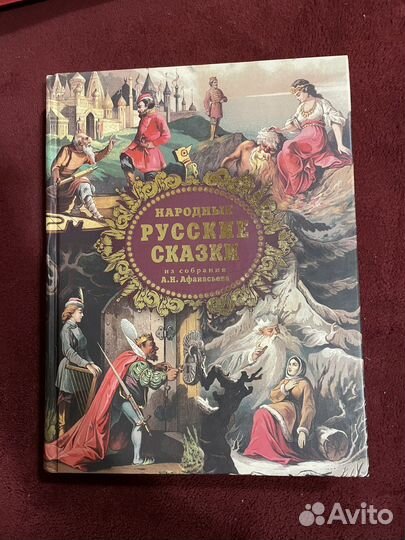 НАРОДНЫЕ
РУССКИЕ
СКАЗКИ
из собрания
А.Н. Афанасьева
Avito